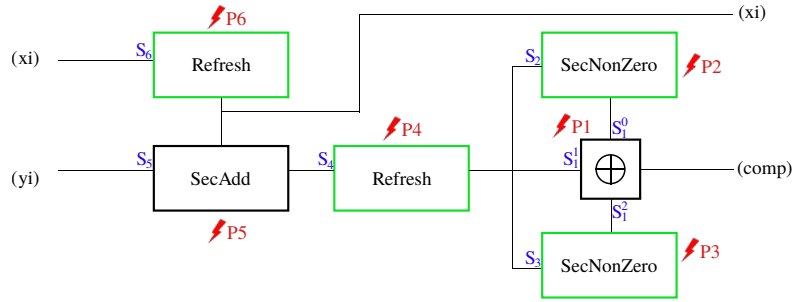 P6
(xi)
(xi)
S6
Refresh
S2
SecNonZero
P2
P4
P1
S1^0
(yi)
S5
SecAdd
S4
Refresh
S1^1
⊕
(comp)
P5
S1^2
S3
SecNonZero
P3